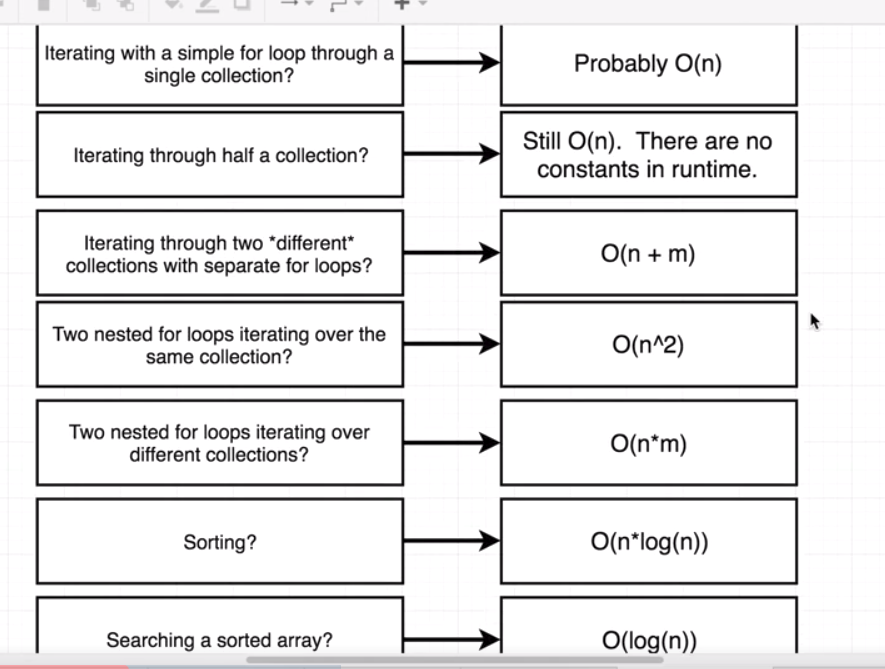 Iterating with a simple for loop through a
single collection?
Probably O(n)
Iterating through half a collection?
Still O(n).  There are no
constants in runtime.
Iterating through two *different*
collections with separate for loops?
O(n + m)
Two nested for loops iterating over the
same collection?
O(n^2)
Two nested for loops iterating over
different collections?
O(n*m)
Sorting?
O(n*log(n))
Searching a sorted array?
O(log(n))